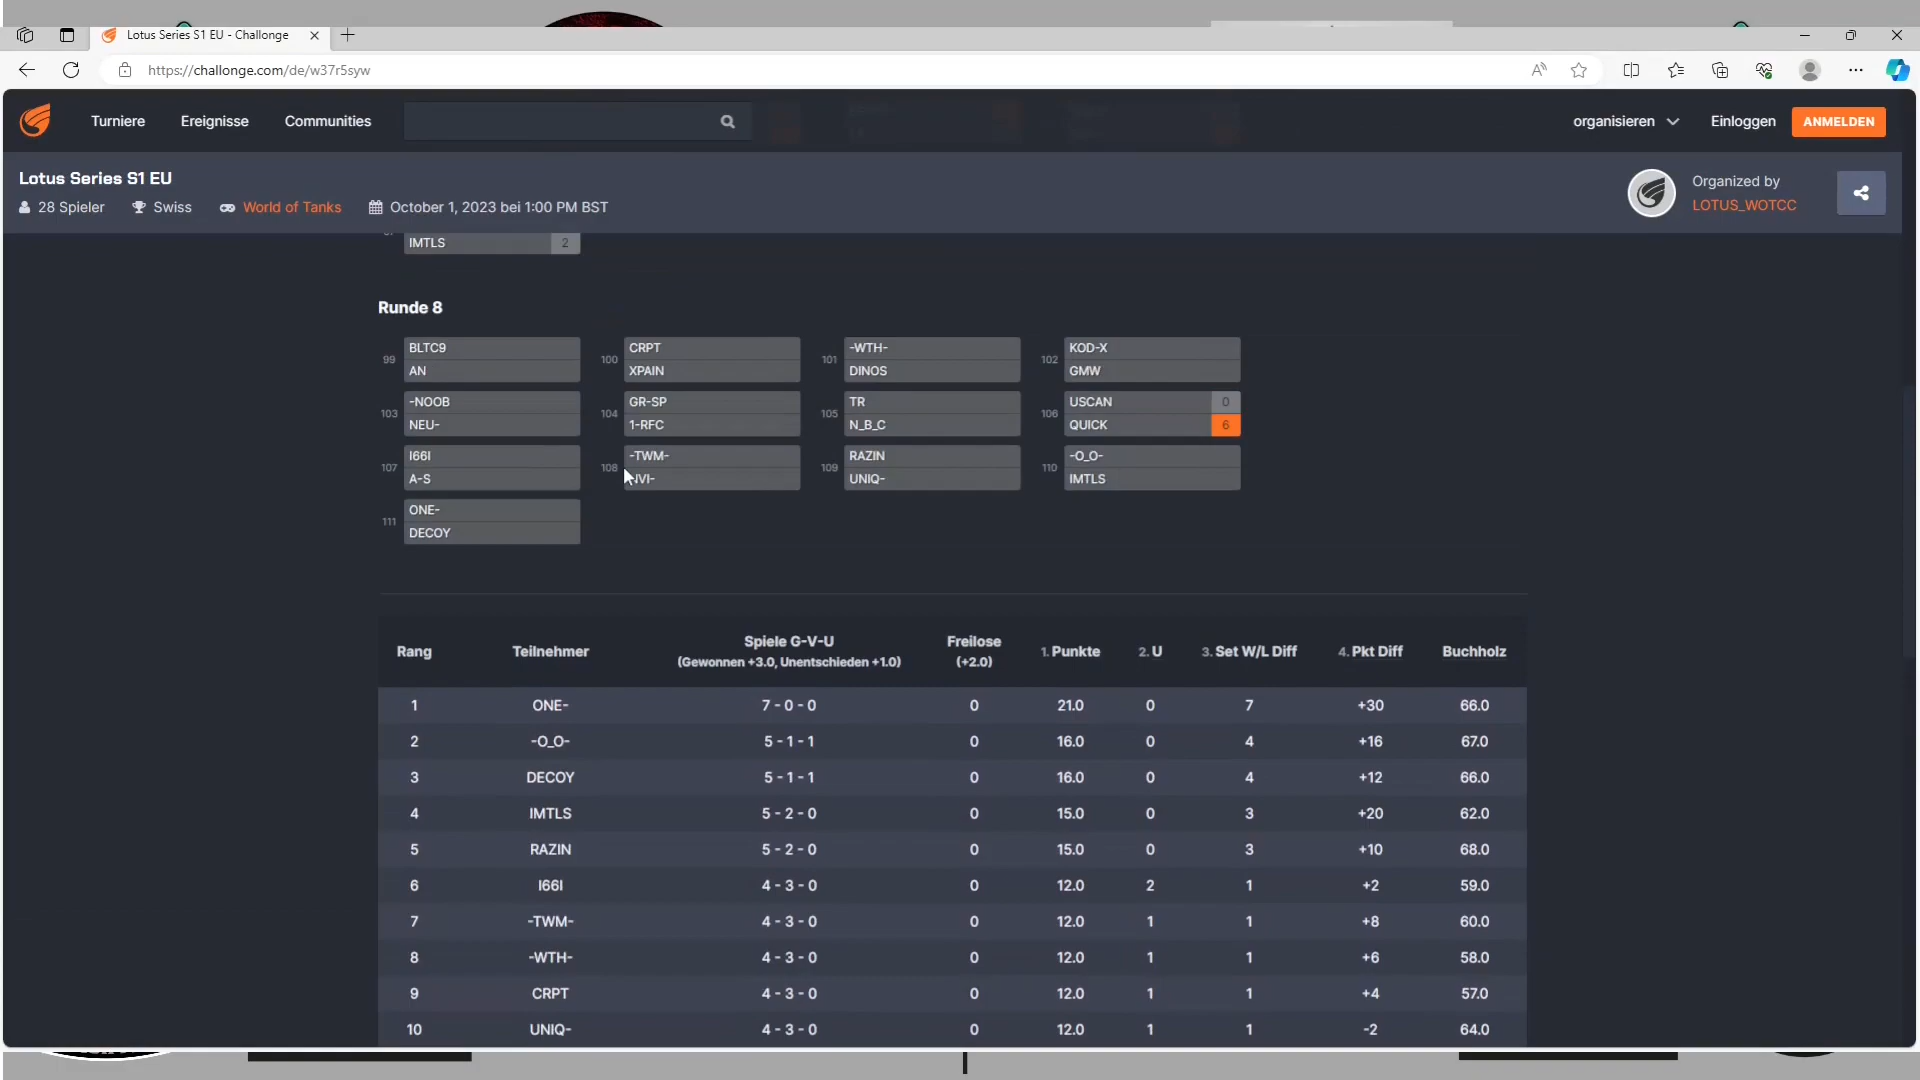 Lotus Series S1 EU - Challonge
https://challonge.com/de/w37r5syw
Turniere Ereignisse Communities organisieren Einloggen ANMELDEN
Lotus Series S1 EU
28 Spieler Swiss World of Tanks October 1, 2023 bei 1:00 PM BST
Organized by
LOTUS_WOTCC
IMTLS 2
Runde 8
99 BLTC9 AN
100 CRPT XPAIN
101 -WTH- DINOS
102 KOD-X GMW
103 -NOOB NEU-
104 GR-SP 1-RFC
105 TR N_B_C
106 USCAN 0 QUICK 6
107 I66I A-S
108 -TWM-
109 RAZIN UNIQ-
110 -O_O- IMTLS
111 ONE- DECOY
Rang Teilnehmer Spiele G-V-U (Gewonnen +3.0, Unentschieden +1.0) Freilose (+2.0) 1. Punkte 2. U 3. Set W/L Diff 4. Pkt Diff Buchholz
1 ONE- 7 - 0 - 0 0 21.0 0 7 +30 66.0
2 -O_O- 5 - 1 - 1 0 16.0 0 4 +16 67.0
3 DECOY 5 - 1 - 1 0 16.0 0 4 +12 66.0
4 IMTLS 5 - 2 - 0 0 15.0 0 3 +20 62.0
5 RAZIN 5 - 2 - 0 0 15.0 0 3 +10 68.0
6 I66I 4 - 3 - 0 0 12.0 2 1 +2 59.0
7 -TWM- 4 - 3 - 0 0 12.0 1 1 +8 60.0
8 -WTH- 4 - 3 - 0 0 12.0 1 1 +6 58.0
9 CRPT 4 - 3 - 0 0 12.0 1 1 +4 57.0
10 UNIQ- 4 - 3 - 0 0 12.0 1 1 -2 64.0